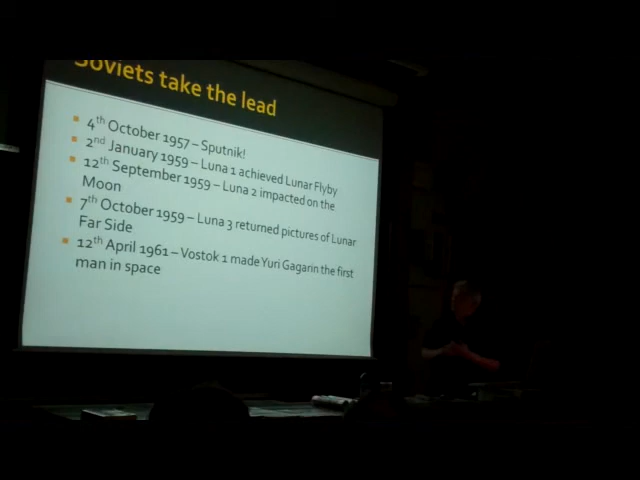 Soviets take the lead
4th October 1957 – Sputnik!
2nd January 1959 – Luna 1 achieved Lunar Flyby
12th September 1959 – Luna 2 impacted on the
Moon
7th October 1959 – Luna 3 returned pictures of Lunar
Far Side
12th April 1961 – Vostok 1 made Yuri Gagarin the first
man in space